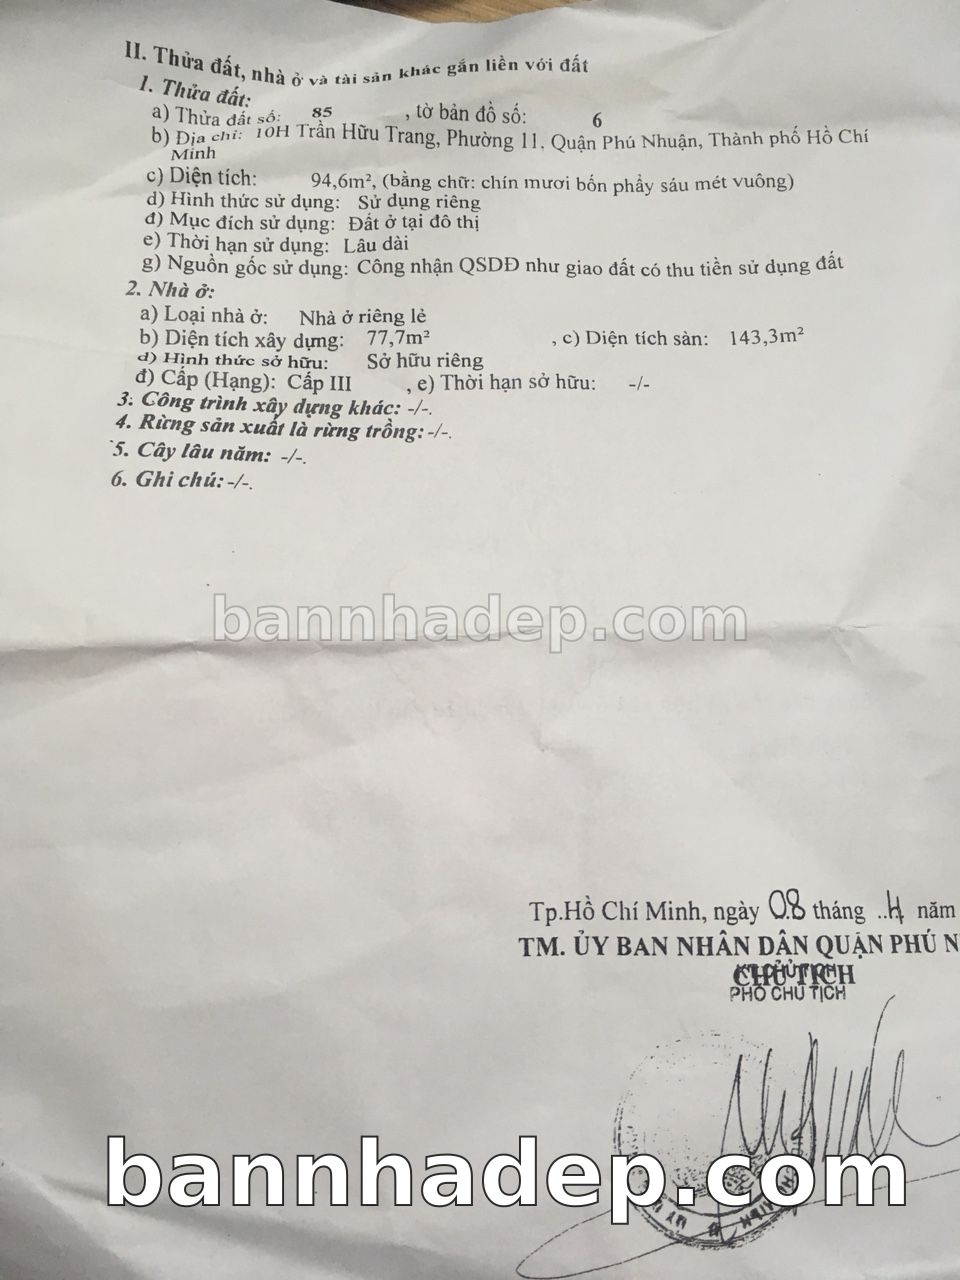 II. Thửa đất, nhà ở và tài sản khác gắn liền với đất
1. Thửa đất:
a) Thửa đất số: 85 , tờ bản đồ số: 6
b) Địa chỉ: 10H Trần Hữu Trang, Phường 11, Quận Phú Nhuận, Thành phố Hồ Chí
Minh
c) Diện tích: 94,6m², (bằng chữ: chín mươi bốn phẩy sáu mét vuông)
d) Hình thức sử dụng: Sử dụng riêng
đ) Mục đích sử dụng: Đất ở tại đô thị
e) Thời hạn sử dụng: Lâu dài
g) Nguồn gốc sử dụng: Công nhận QSDĐ như giao đất có thu tiền sử dụng đất
2. Nhà ở:
a) Loại nhà ở: Nhà ở riêng lẻ
b) Diện tích xây dựng: 77,7m² , c) Diện tích sàn: 143,3m²
d) Hình thức sở hữu: Sở hữu riêng
đ) Cấp (Hạng): Cấp III , e) Thời hạn sở hữu: -/-
3. Công trình xây dựng khác: -/-.
4. Rừng sản xuất là rừng trồng: -/-.
5. Cây lâu năm: -/-.
6. Ghi chú: -/-.
bannhadep.com
Tp.Hồ Chí Minh, ngày 08 tháng ..4 năm
TM. ỦY BAN NHÂN DÂN QUẬN PHÚ N
CHỦ TỊCH
KT.CHỦ TỊCH
PHÓ CHỦ TỊCH
bannhadep.com